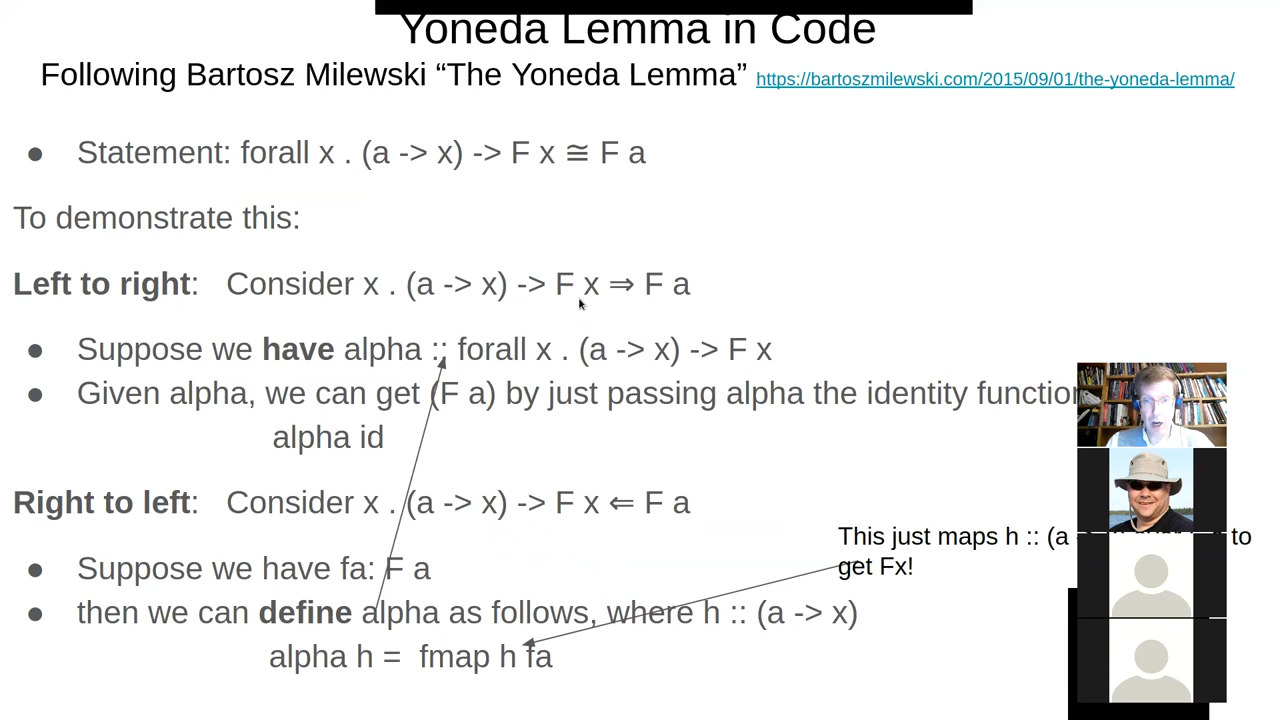 Yoneda Lemma in Code
Following Bartosz Milewski “The Yoneda Lemma” https://bartoszmilewski.com/2015/09/01/the-yoneda-lemma/
● Statement: forall x . (a -> x) -> F x ≅ F a
To demonstrate this:
Left to right: Consider x . (a -> x) -> F x ⇒ F a
● Suppose we have alpha :: forall x . (a -> x) -> F x
● Given alpha, we can get (F a) by just passing alpha the identity function
alpha id
Right to left: Consider x . (a -> x) -> F x ⇐ F a
● Suppose we have fa: F a
● then we can define alpha as follows, where h :: (a -> x)
alpha h = fmap h fa
This just maps h :: (a to
get Fx!